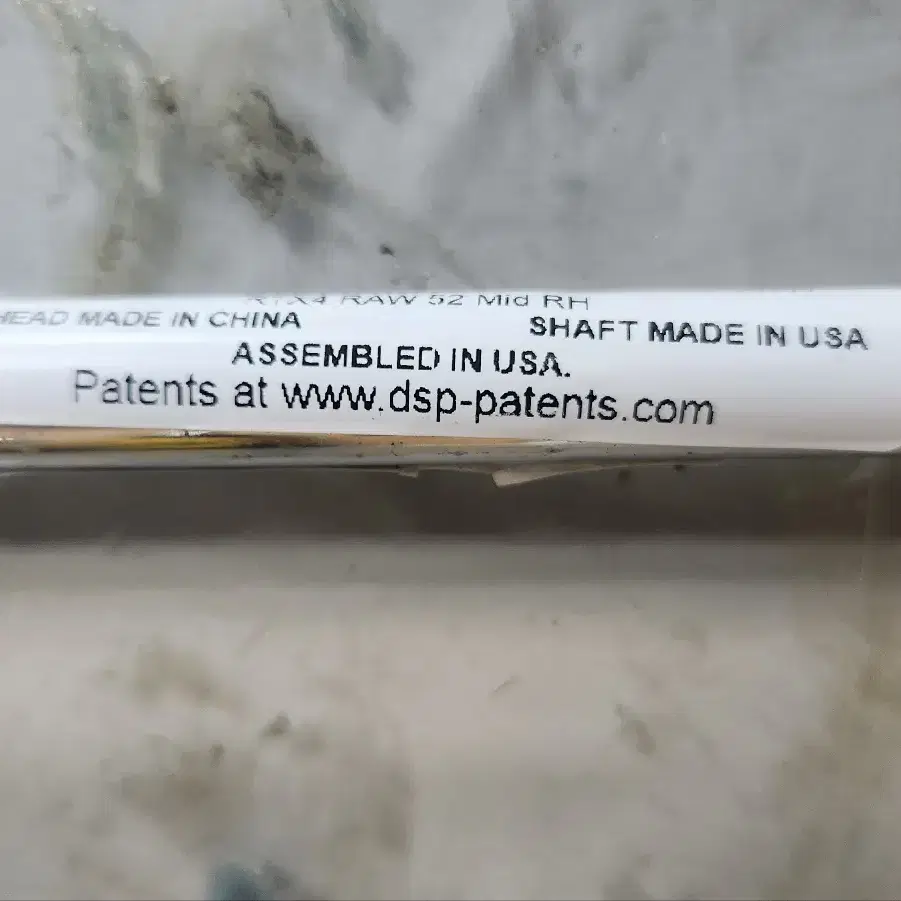 RTX4 RAW 52 Mid RH
HEAD MADE IN CHINA
SHAFT MADE IN USA
ASSEMBLED IN USA.
Patents at www.dsp-patents.com